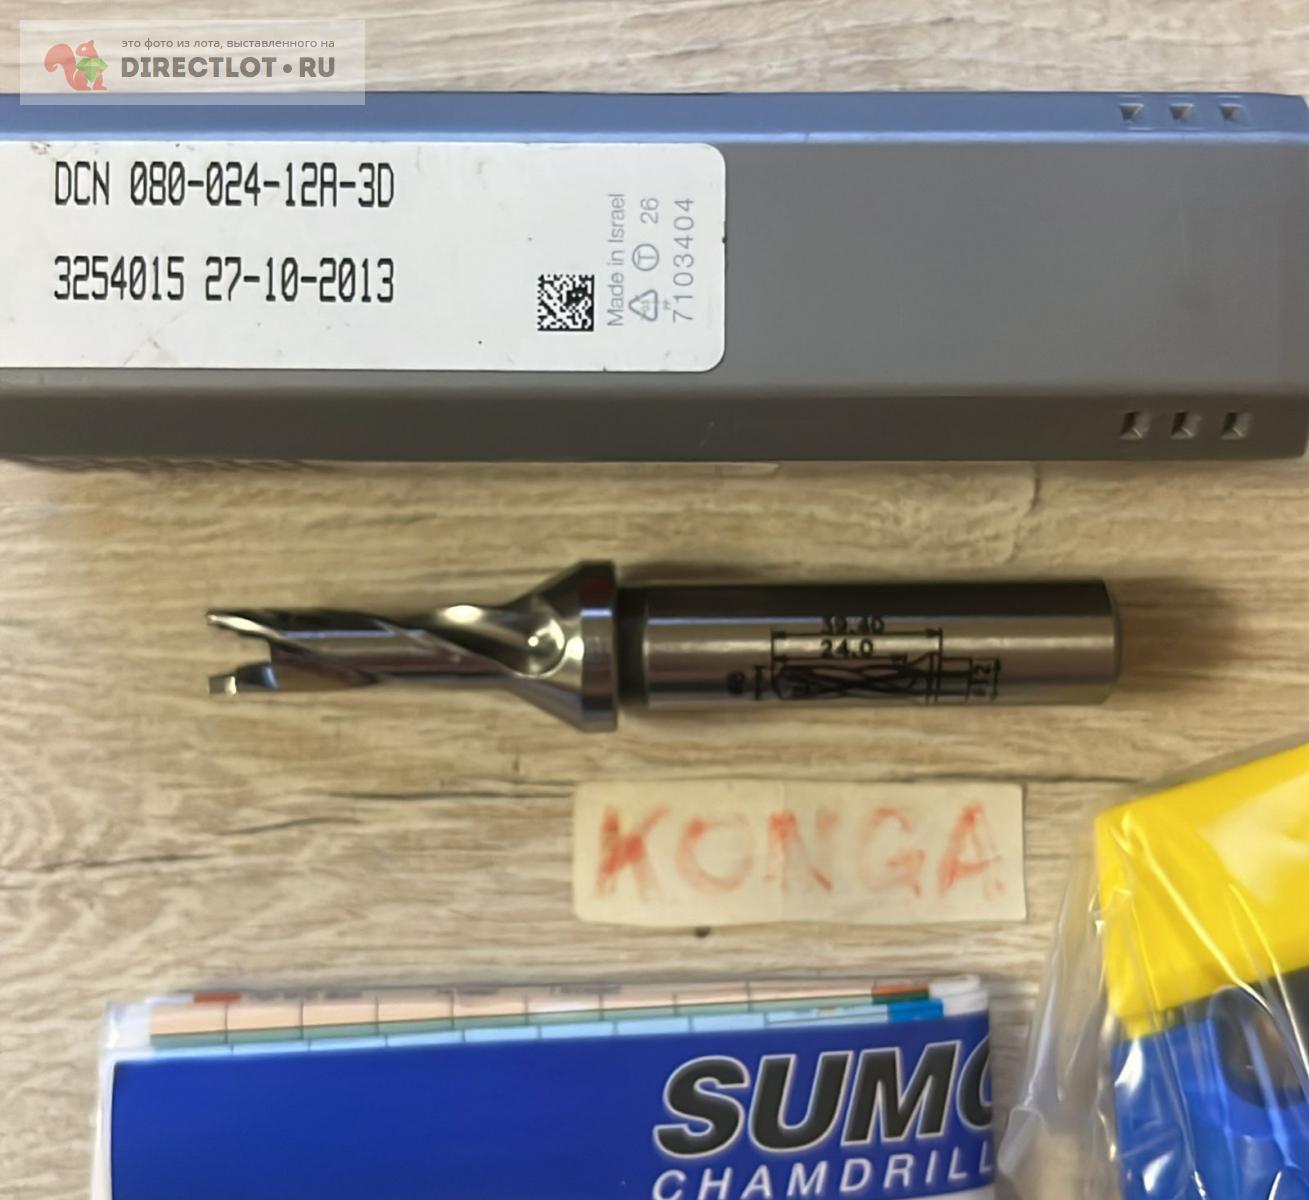 это фото из лота, выставленного на
DIRECTLOT.RU
DCN 080-024-12A-3D
3254015 27-10-2013
Made in Israel
26
7103404
39.40
24.0
KONGA
SUMO
CHAMDRILL